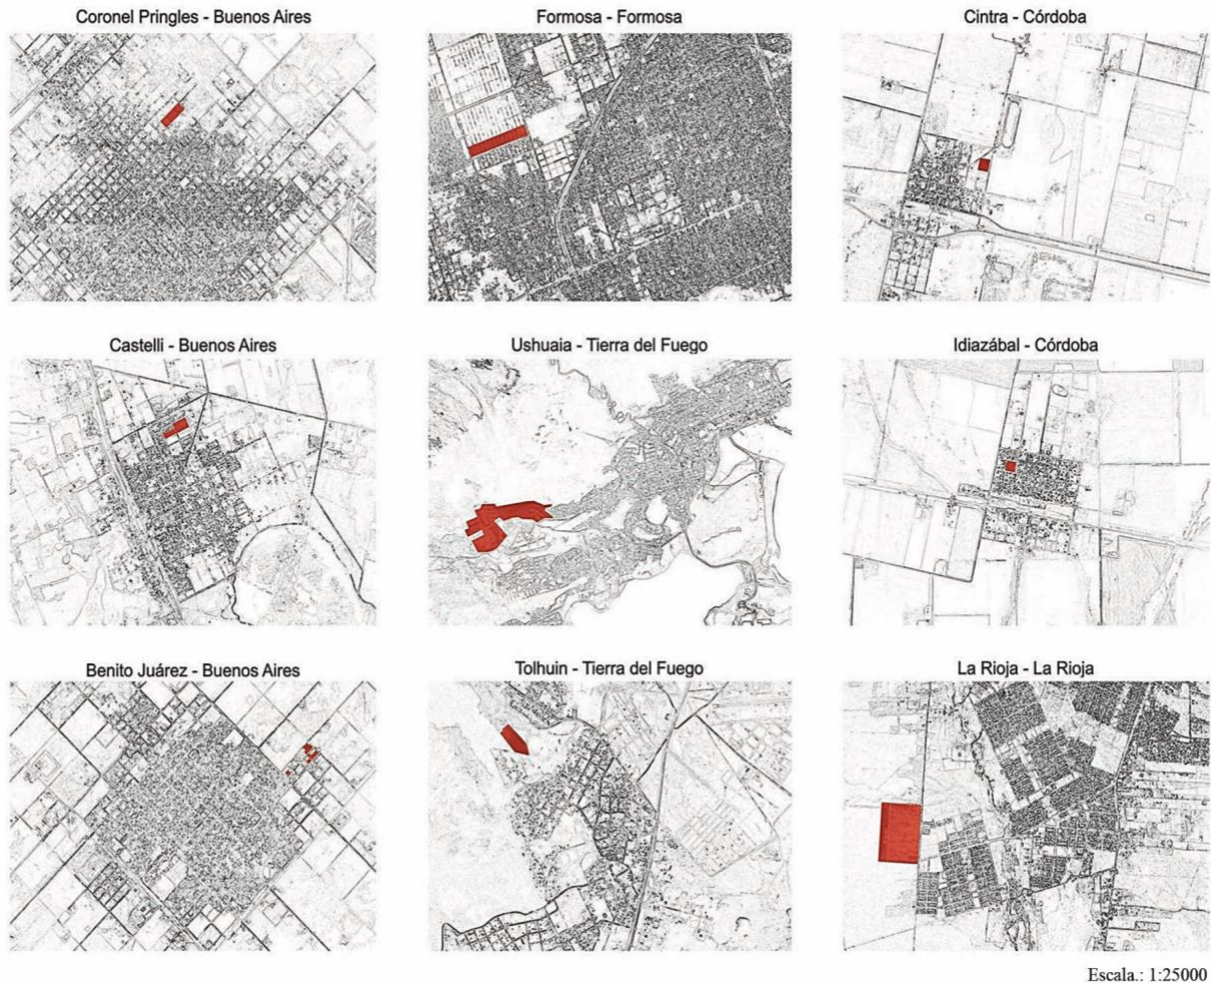 Coronel Pringles - Buenos Aires
Formosa - Formosa
Cintra - Córdoba
Castelli - Buenos Aires
Ushuaia - Tierra del Fuego
Idiazábal - Córdoba
Benito Juárez - Buenos Aires
Tolhuin - Tierra del Fuego
La Rioja - La Rioja
Escala.: 1:25000